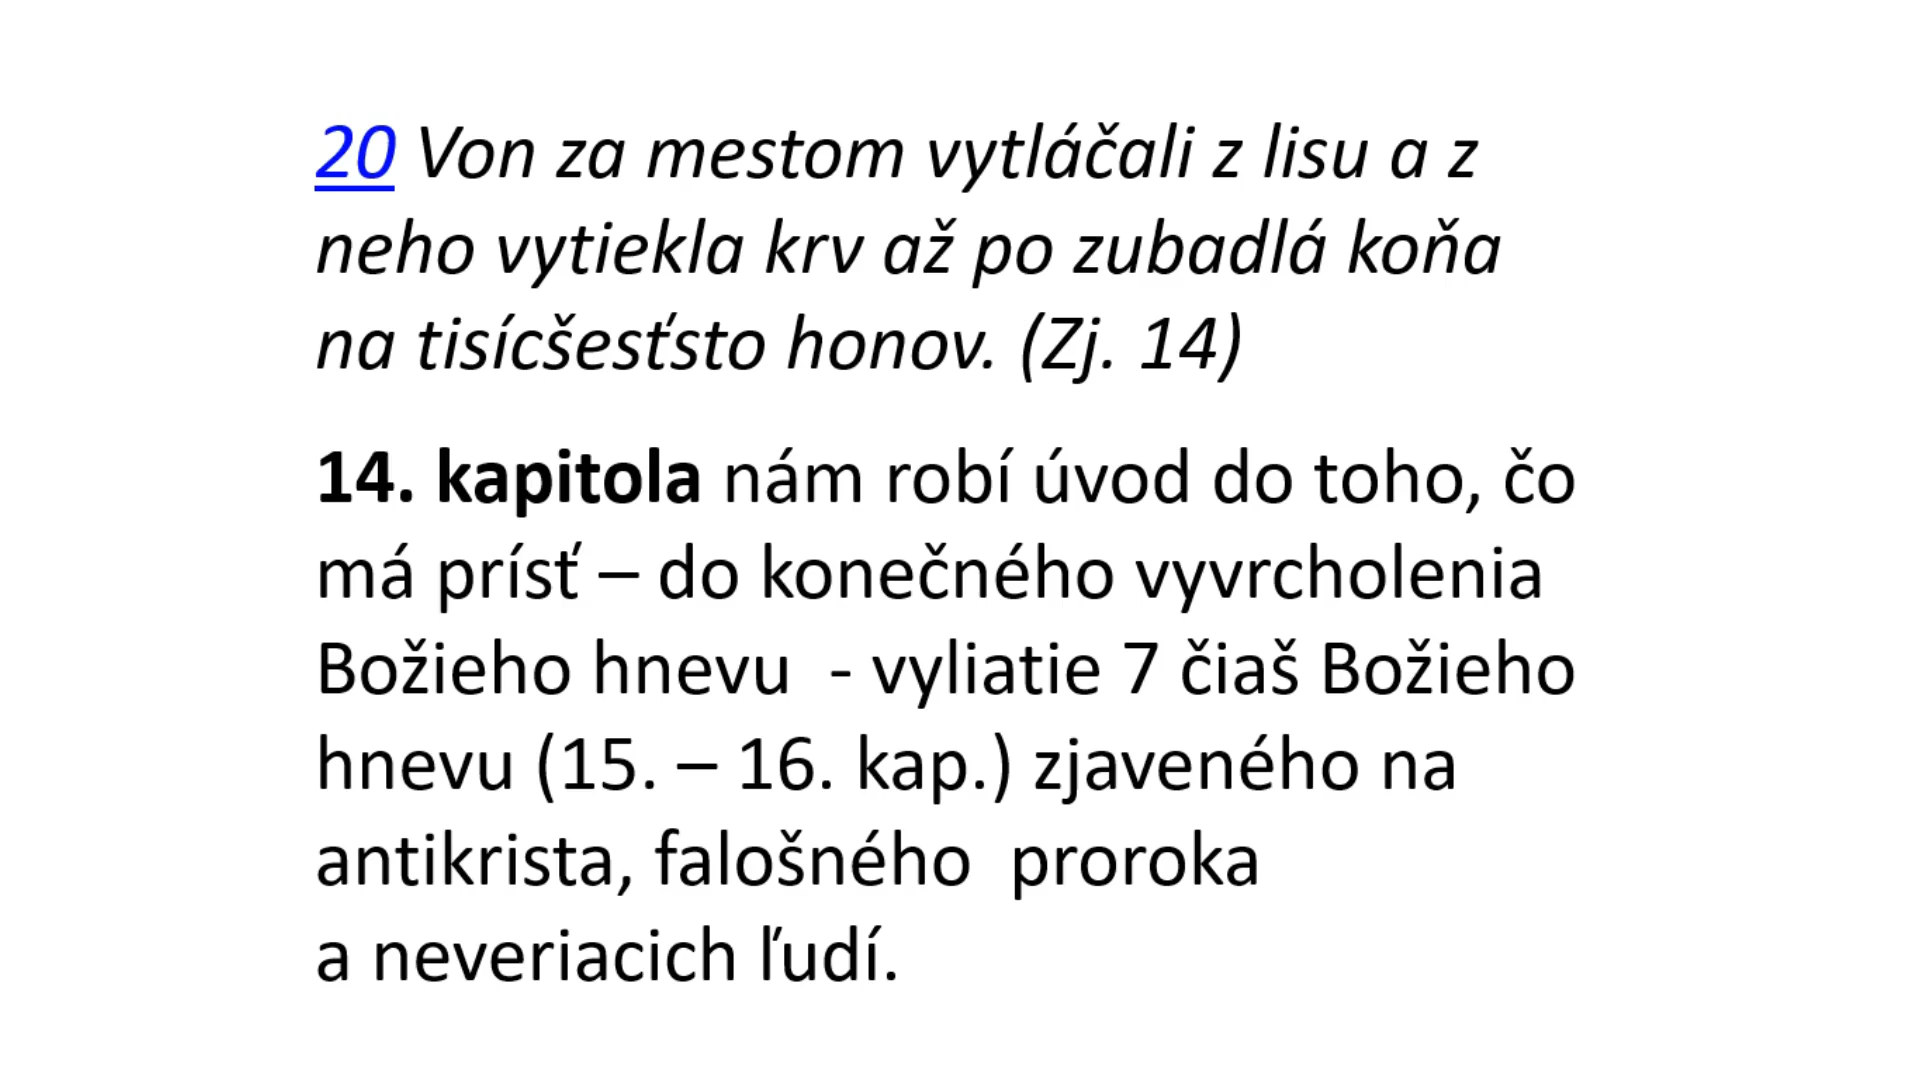 20 Von za mestom vytláčali z lisu a z
neho vytiekla krv až po zubadlá koňa
na tisícšesťsto honov. (Zj. 14)
14. kapitola nám robí úvod do toho, čo
má prísť – do konečného vyvrcholenia
Božieho hnevu  - vyliatie 7 čiaš Božieho
hnevu (15. – 16. kap.) zjaveného na
antikrista, falošného  proroka
a neveriacich ľudí.